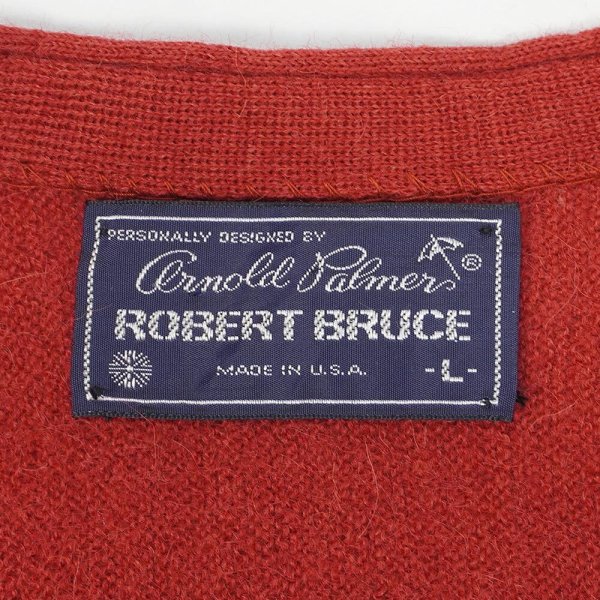 PERSONALLY DESIGNED BY
Arnold Palmer ®
ROBERT BRUCE
MADE IN U.S.A. -L-